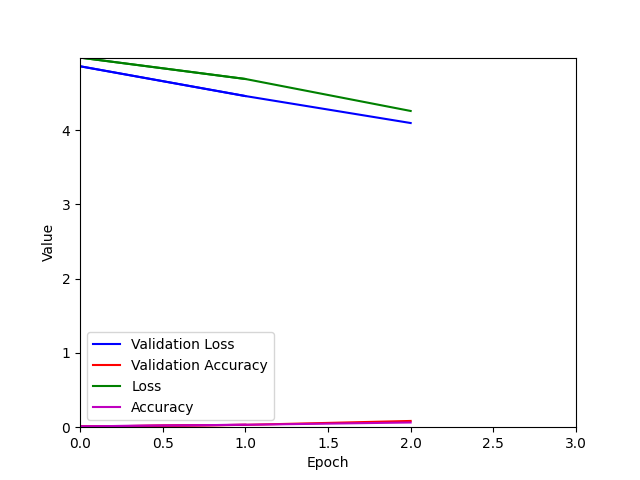 4
3
2
1
0
Value
Validation Loss
Validation Accuracy
Loss
Accuracy
0.0 0.5 1.0 1.5 2.0 2.5 3.0
Epoch